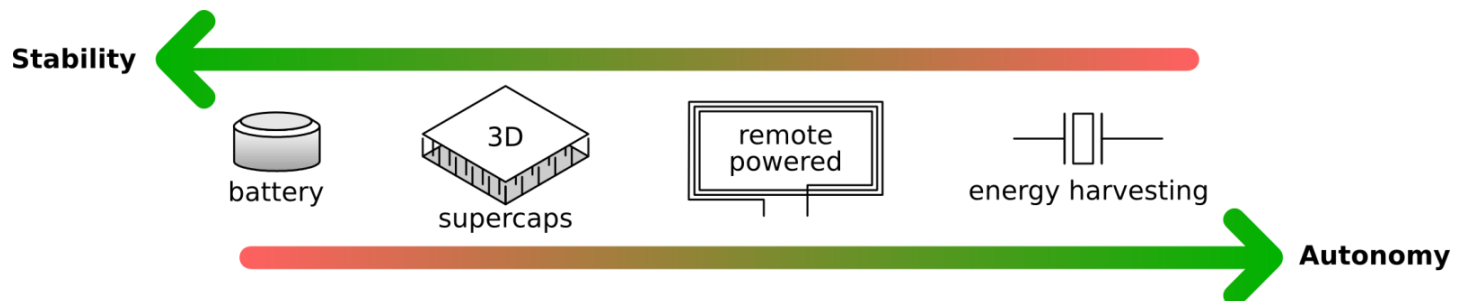 Stability
3D
remote
powered
battery
supercaps
energy harvesting
Autonomy